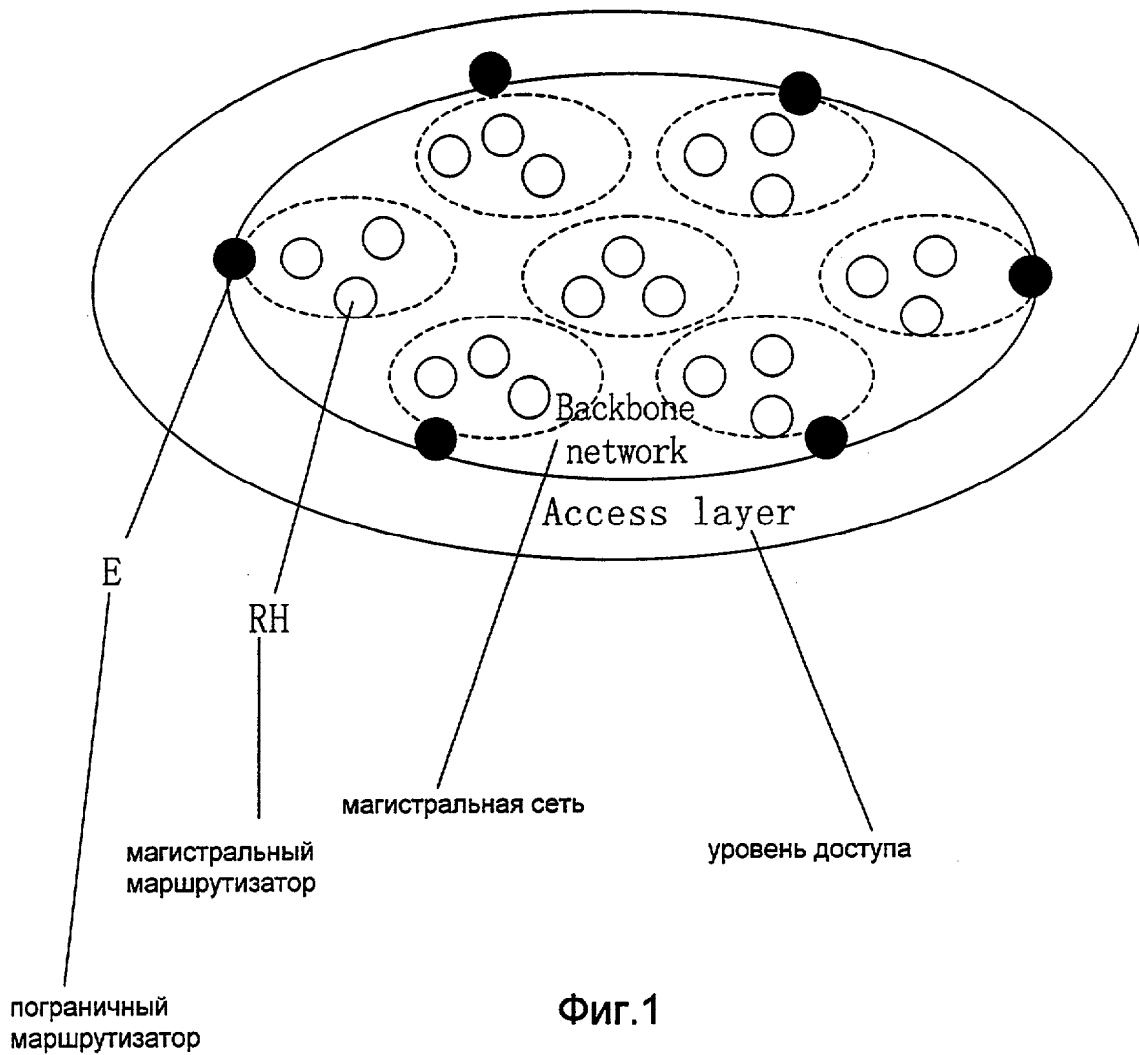 Backbone
network
Access layer
E
RH
магистральная сеть
магистральный
маршрутизатор
уровень доступа
пограничный
маршрутизатор
Фиг.1